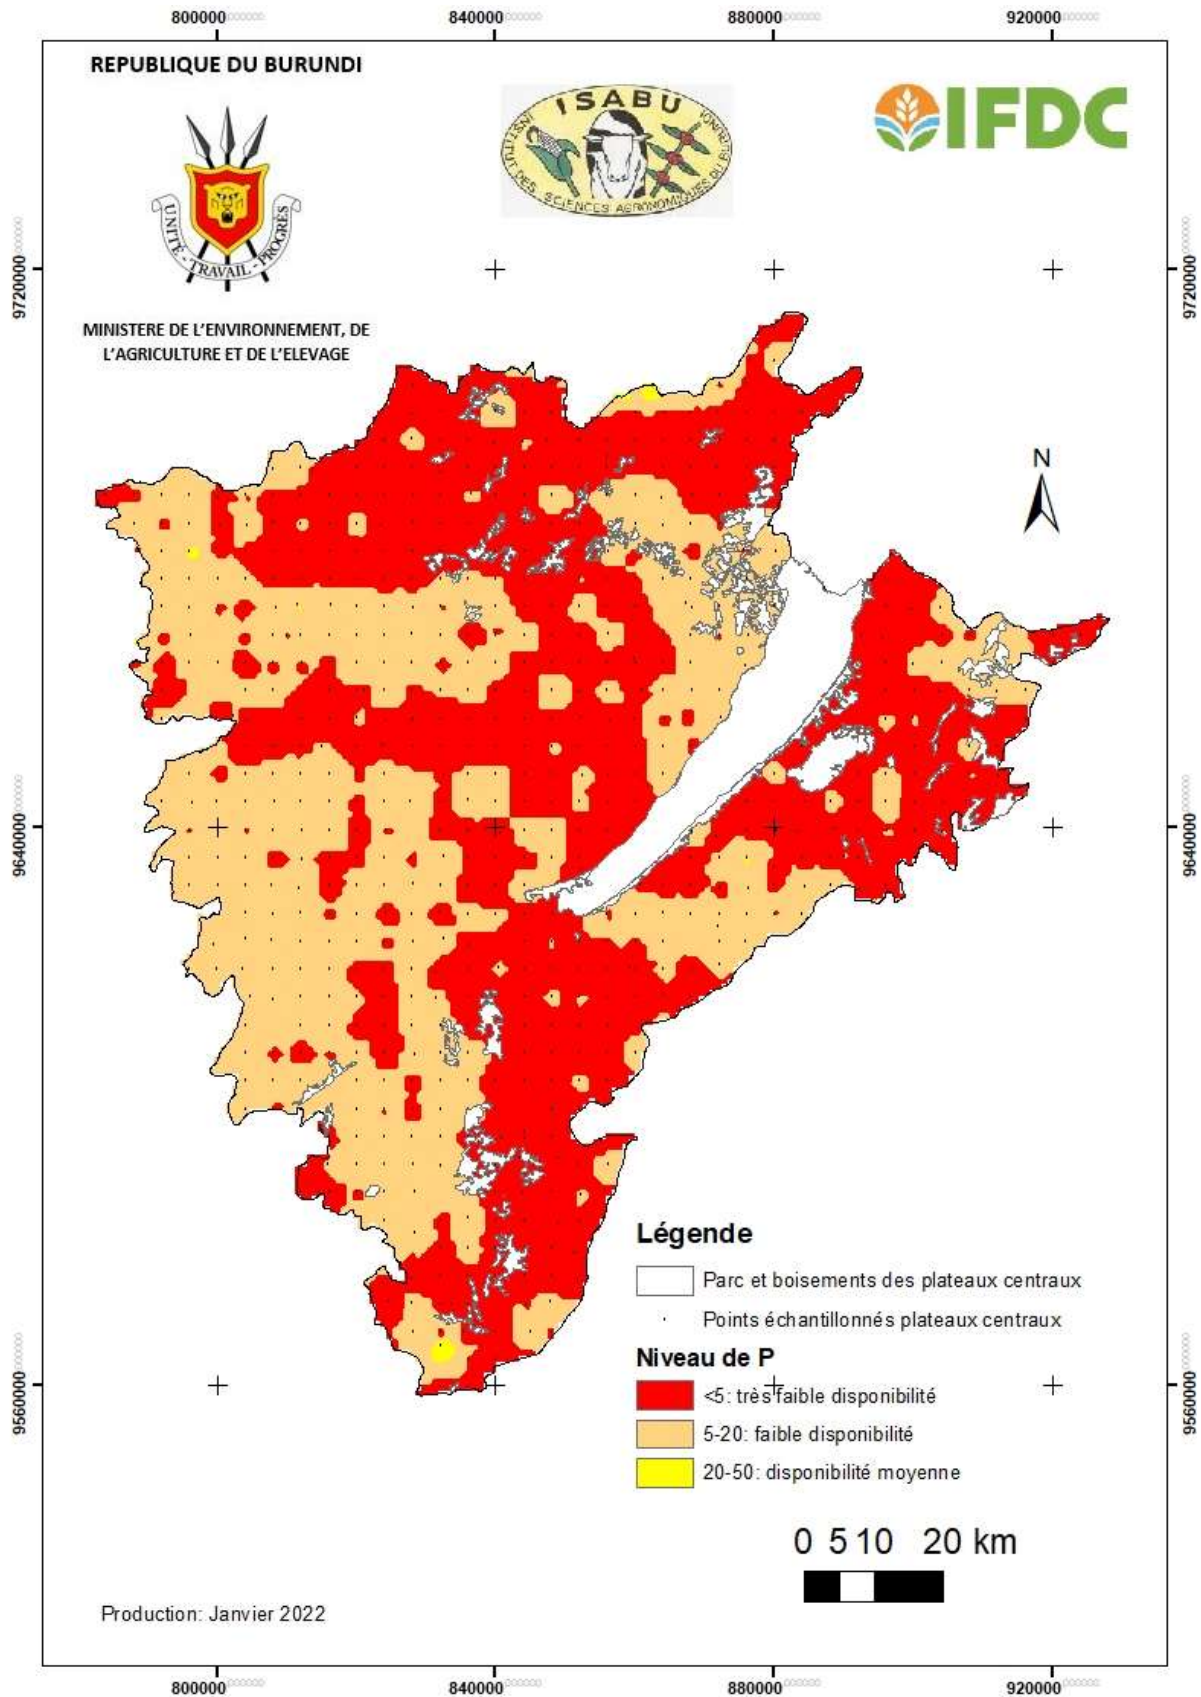 800000 840000 880000 920000
REPUBLIQUE DU BURUNDI
UNITE - TRAVAIL - PROGRES
MINISTERE DE L'ENVIRONNEMENT, DE
L'AGRICULTURE ET DE L'ELEVAGE
ISABU
INSTITUT DES SCIENCES AGRONOMIQUES DU BURUNDI
IFDC
9720000 9720000
N
9640000 9640000
Légende
Parc et boisements des plateaux centraux
Points échantillonnés plateaux centraux
Niveau de P
<5: très faible disponibilité
5-20: faible disponibilité
20-50: disponibilité moyenne
9560000 9560000
0 5 10 20 km
Production: Janvier 2022
800000 840000 880000 920000